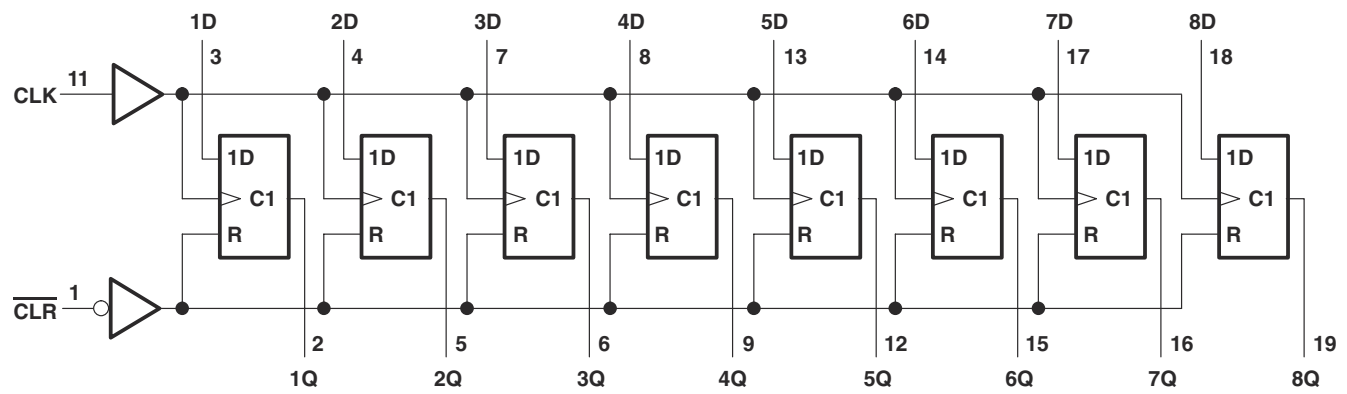 1D 2D 3D 4D 5D 6D 7D 8D
3 4 7 8 13 14 17 18
11
CLK
1D 1D 1D 1D 1D 1D 1D 1D
C1 C1 C1 C1 C1 C1 C1 C1
R R R R R R R R
1
CLR
2 5 6 9 12 15 16 19
1Q 2Q 3Q 4Q 5Q 6Q 7Q 8Q